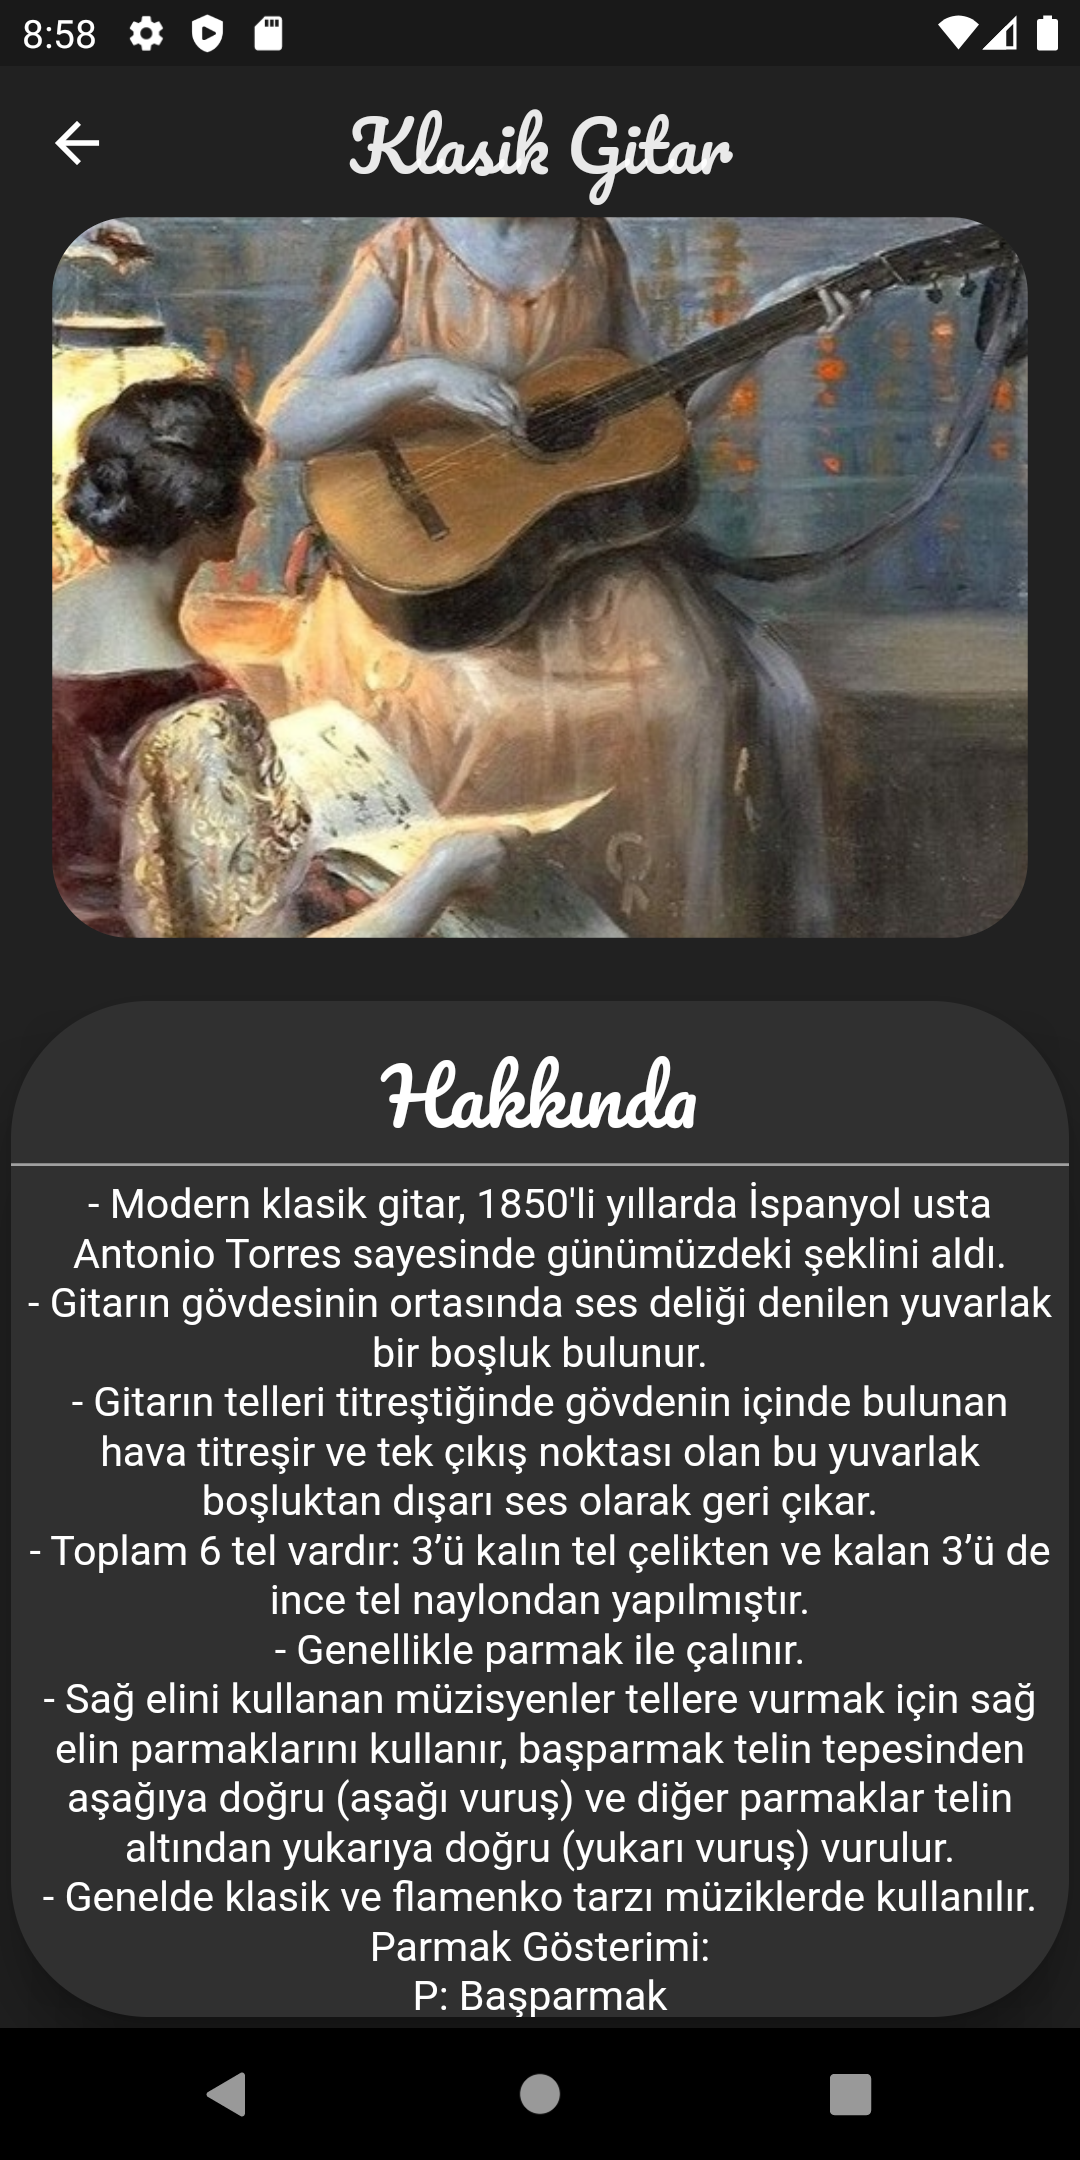 8:58
Klasik Gitar
Hakkında
- Modern klasik gitar, 1850'li yıllarda İspanyol usta
Antonio Torres sayesinde günümüzdeki şeklini aldı.
- Gitarın gövdesinin ortasında ses deliği denilen yuvarlak
bir boşluk bulunur.
- Gitarın telleri titreştiğinde gövdenin içinde bulunan
hava titreşir ve tek çıkış noktası olan bu yuvarlak
boşluktan dışarı ses olarak geri çıkar.
- Toplam 6 tel vardır: 3’ü kalın tel çelikten ve kalan 3’ü de
ince tel naylondan yapılmıştır.
- Genellikle parmak ile çalınır.
- Sağ elini kullanan müzisyenler tellere vurmak için sağ
elin parmaklarını kullanır, başparmak telin tepesinden
aşağıya doğru (aşağı vuruş) ve diğer parmaklar telin
altından yukarıya doğru (yukarı vuruş) vurulur.
- Genelde klasik ve flamenko tarzı müziklerde kullanılır.
Parmak Gösterimi:
P: Başparmak